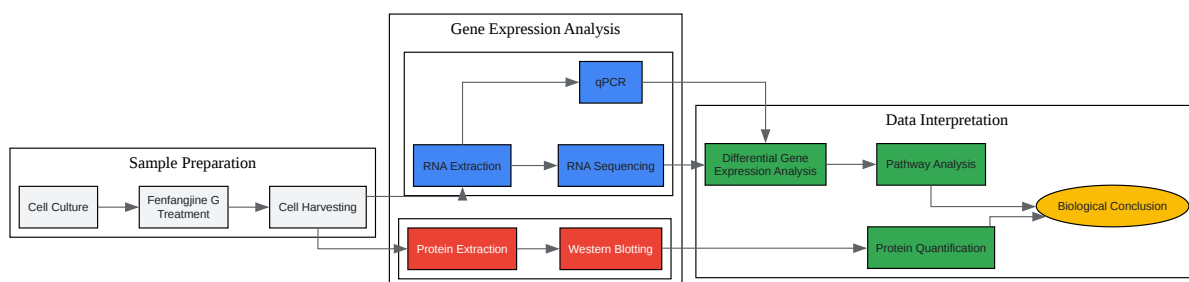 Gene Expression Analysis
qPCR
Data Interpretation
Sample Preparation
RNA Extraction
RNA Sequencing
Differential Gene
Expression Analysis
Pathway Analysis
Cell Culture
Fenfangjine G
Treatment
Cell Harvesting
Biological Conclusion
Protein Extraction
Western Blotting
Protein Quantification